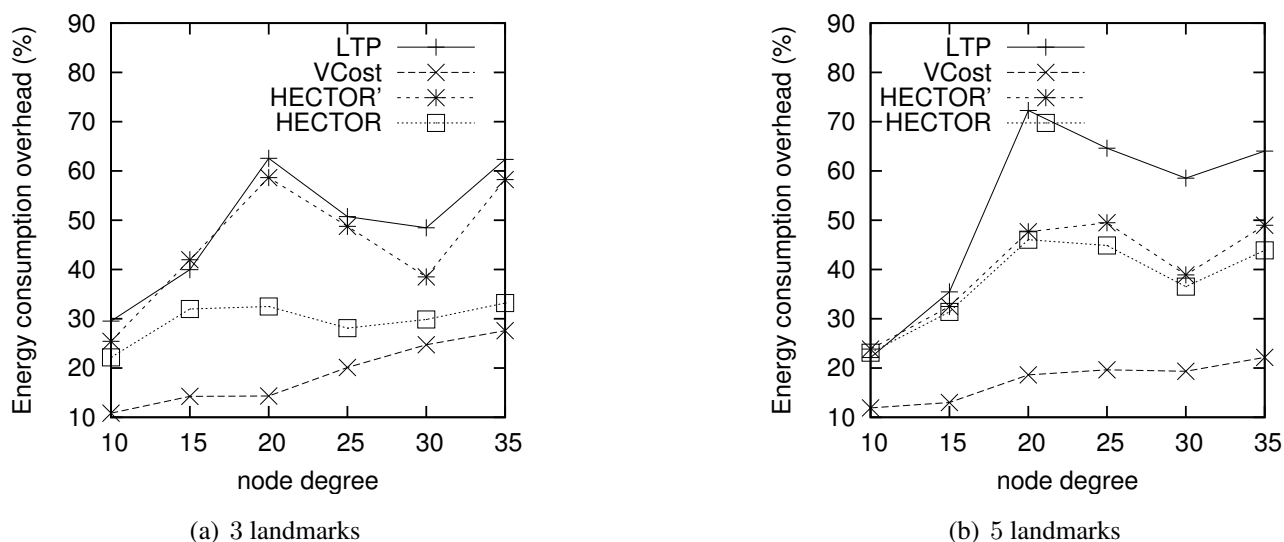 Energy consumption overhead (%)
90
80
70
60
50
40
30
20
10
10 15 20 25 30 35
node degree
LTP
VCost
HECTOR’
HECTOR
(a) 3 landmarks
Energy consumption overhead (%)
90
80
70
60
50
40
30
20
10
10 15 20 25 30 35
node degree
LTP
VCost
HECTOR’
HECTOR
(b) 5 landmarks